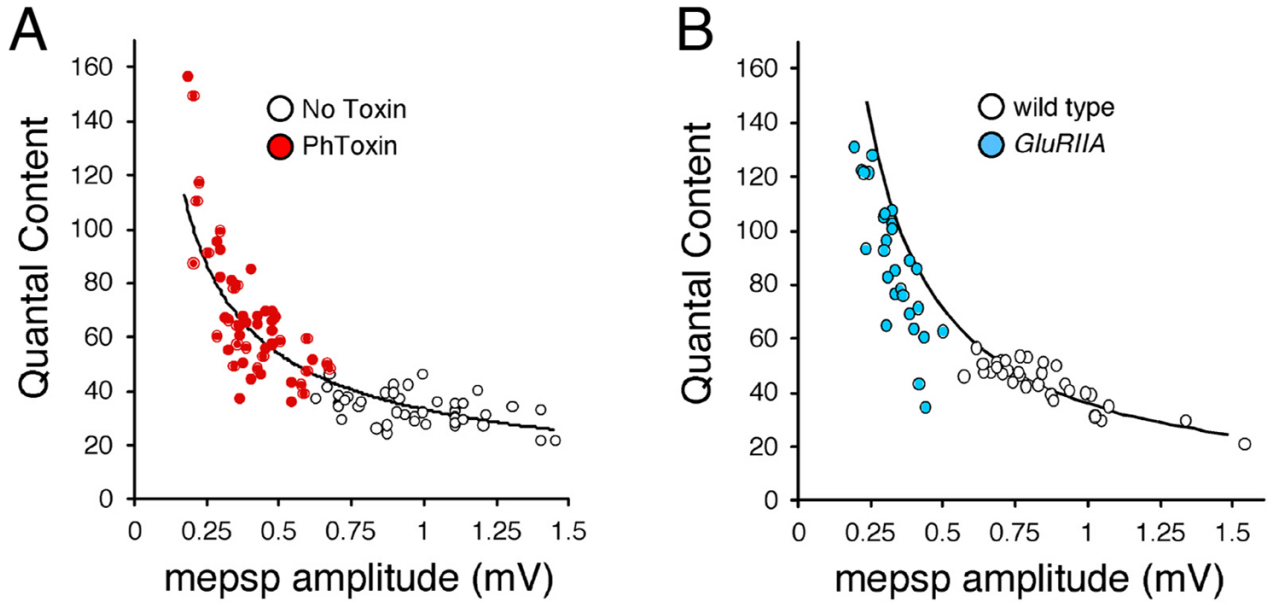 A
Quantal Content
160
140
120
100
80
60
40
20
0
No Toxin
PhToxin
0 0.25 0.5 0.75 1 1.25 1.5
mepsp amplitude (mV)
B
Quantal Content
160
140
120
100
80
60
40
20
0
wild type
GluRIIA
0 0.25 0.5 0.75 1 1.25 1.5
mepsp amplitude (mV)